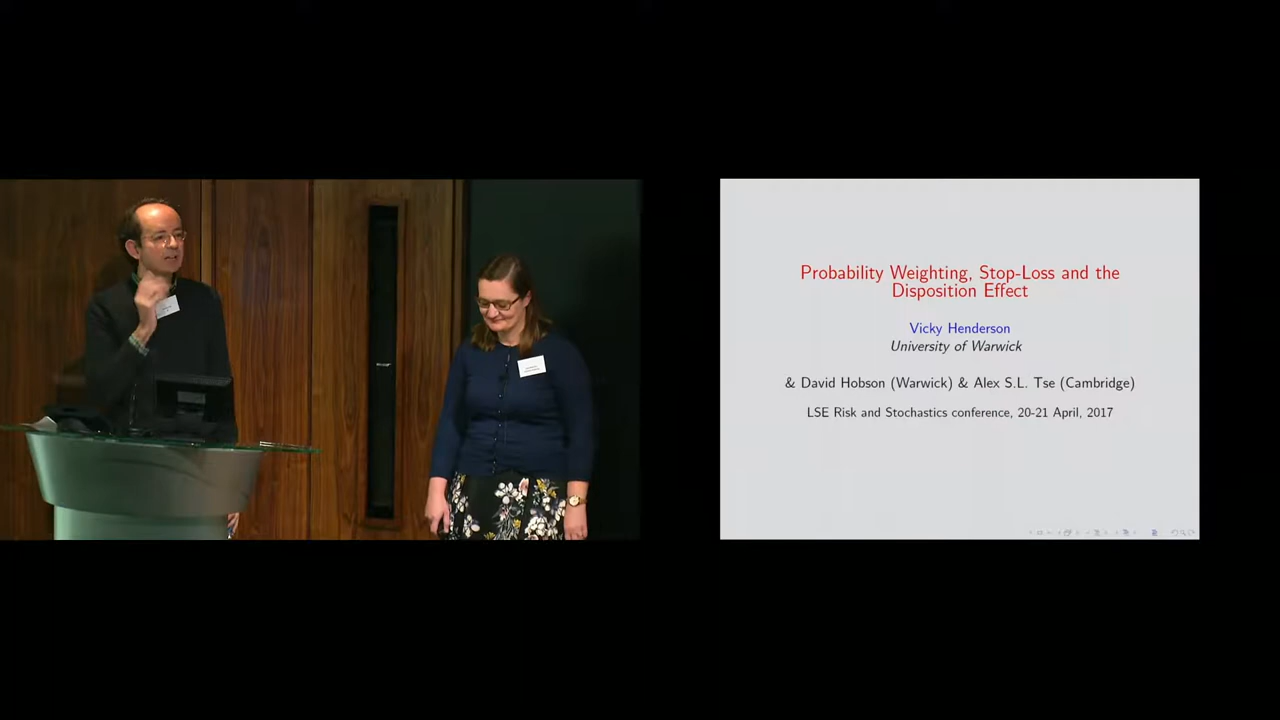 Probability Weighting, Stop-Loss and the
Disposition Effect
Vicky Henderson
University of Warwick
& David Hobson (Warwick) & Alex S.L. Tse (Cambridge)
LSE Risk and Stochastics conference, 20-21 April, 2017